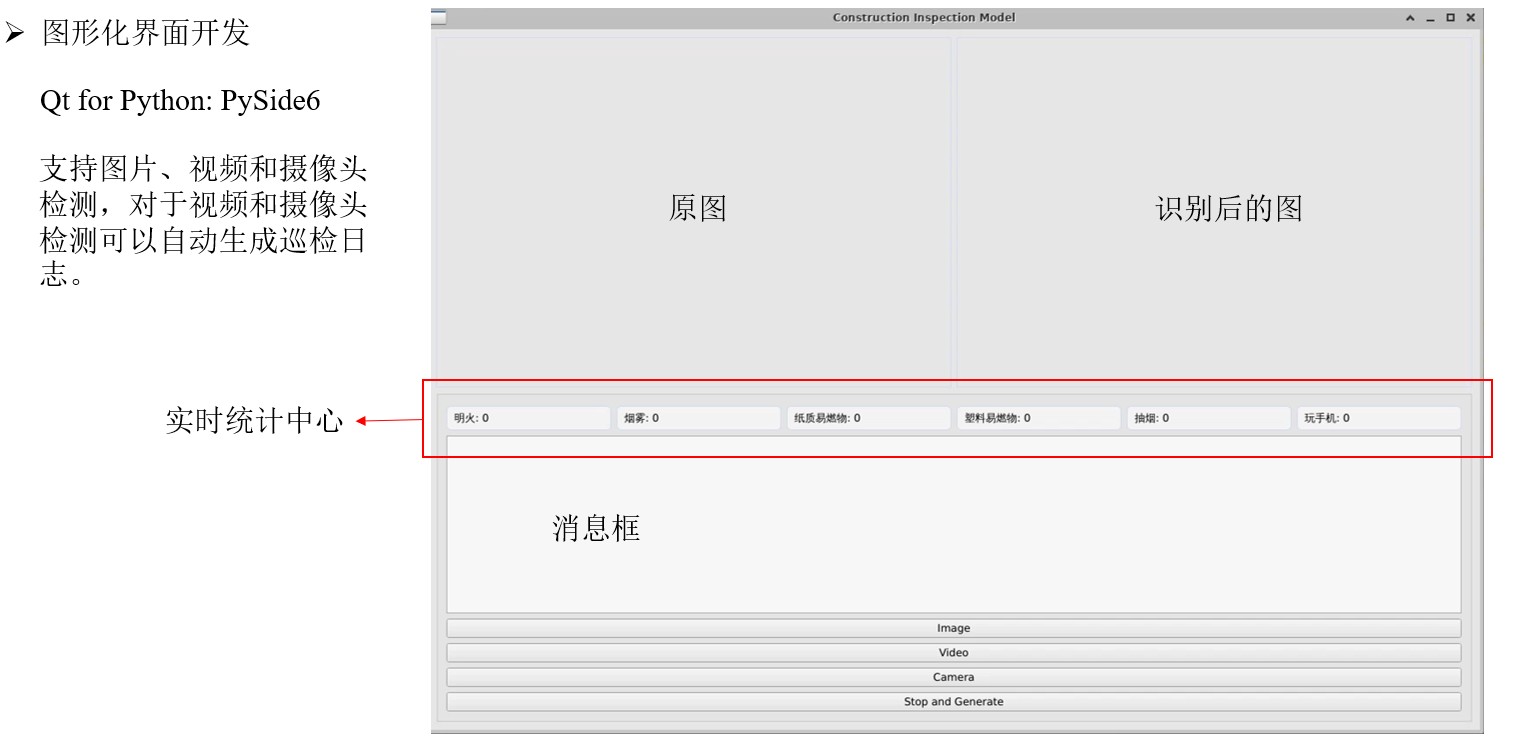 图形化界面开发
Qt for Python: PySide6
支持图片、视频和摄像头
检测，对于视频和摄像头
检测可以自动生成巡检日
志。
Construction Inspection Model
原图
识别后的图
实时统计中心
明火: 0
烟雾: 0
纸质易燃物: 0
塑料易燃物: 0
抽烟: 0
玩手机: 0
消息框
Image
Video
Camera
Stop and Generate